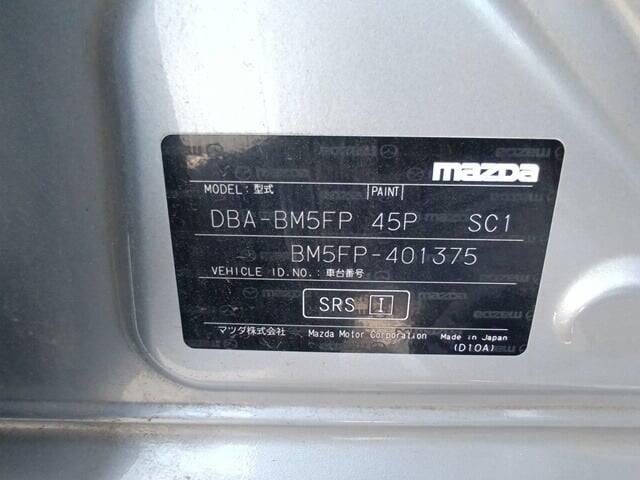 mazda
MODEL: 型式 PAINT
DBA-BM5FP 45P SC1
BM5FP-401375
VEHICLE ID.NO.: 車台番号
SRS I
マツダ株式会社 Mazda Motor Corporation Made in Japan
(D10A)